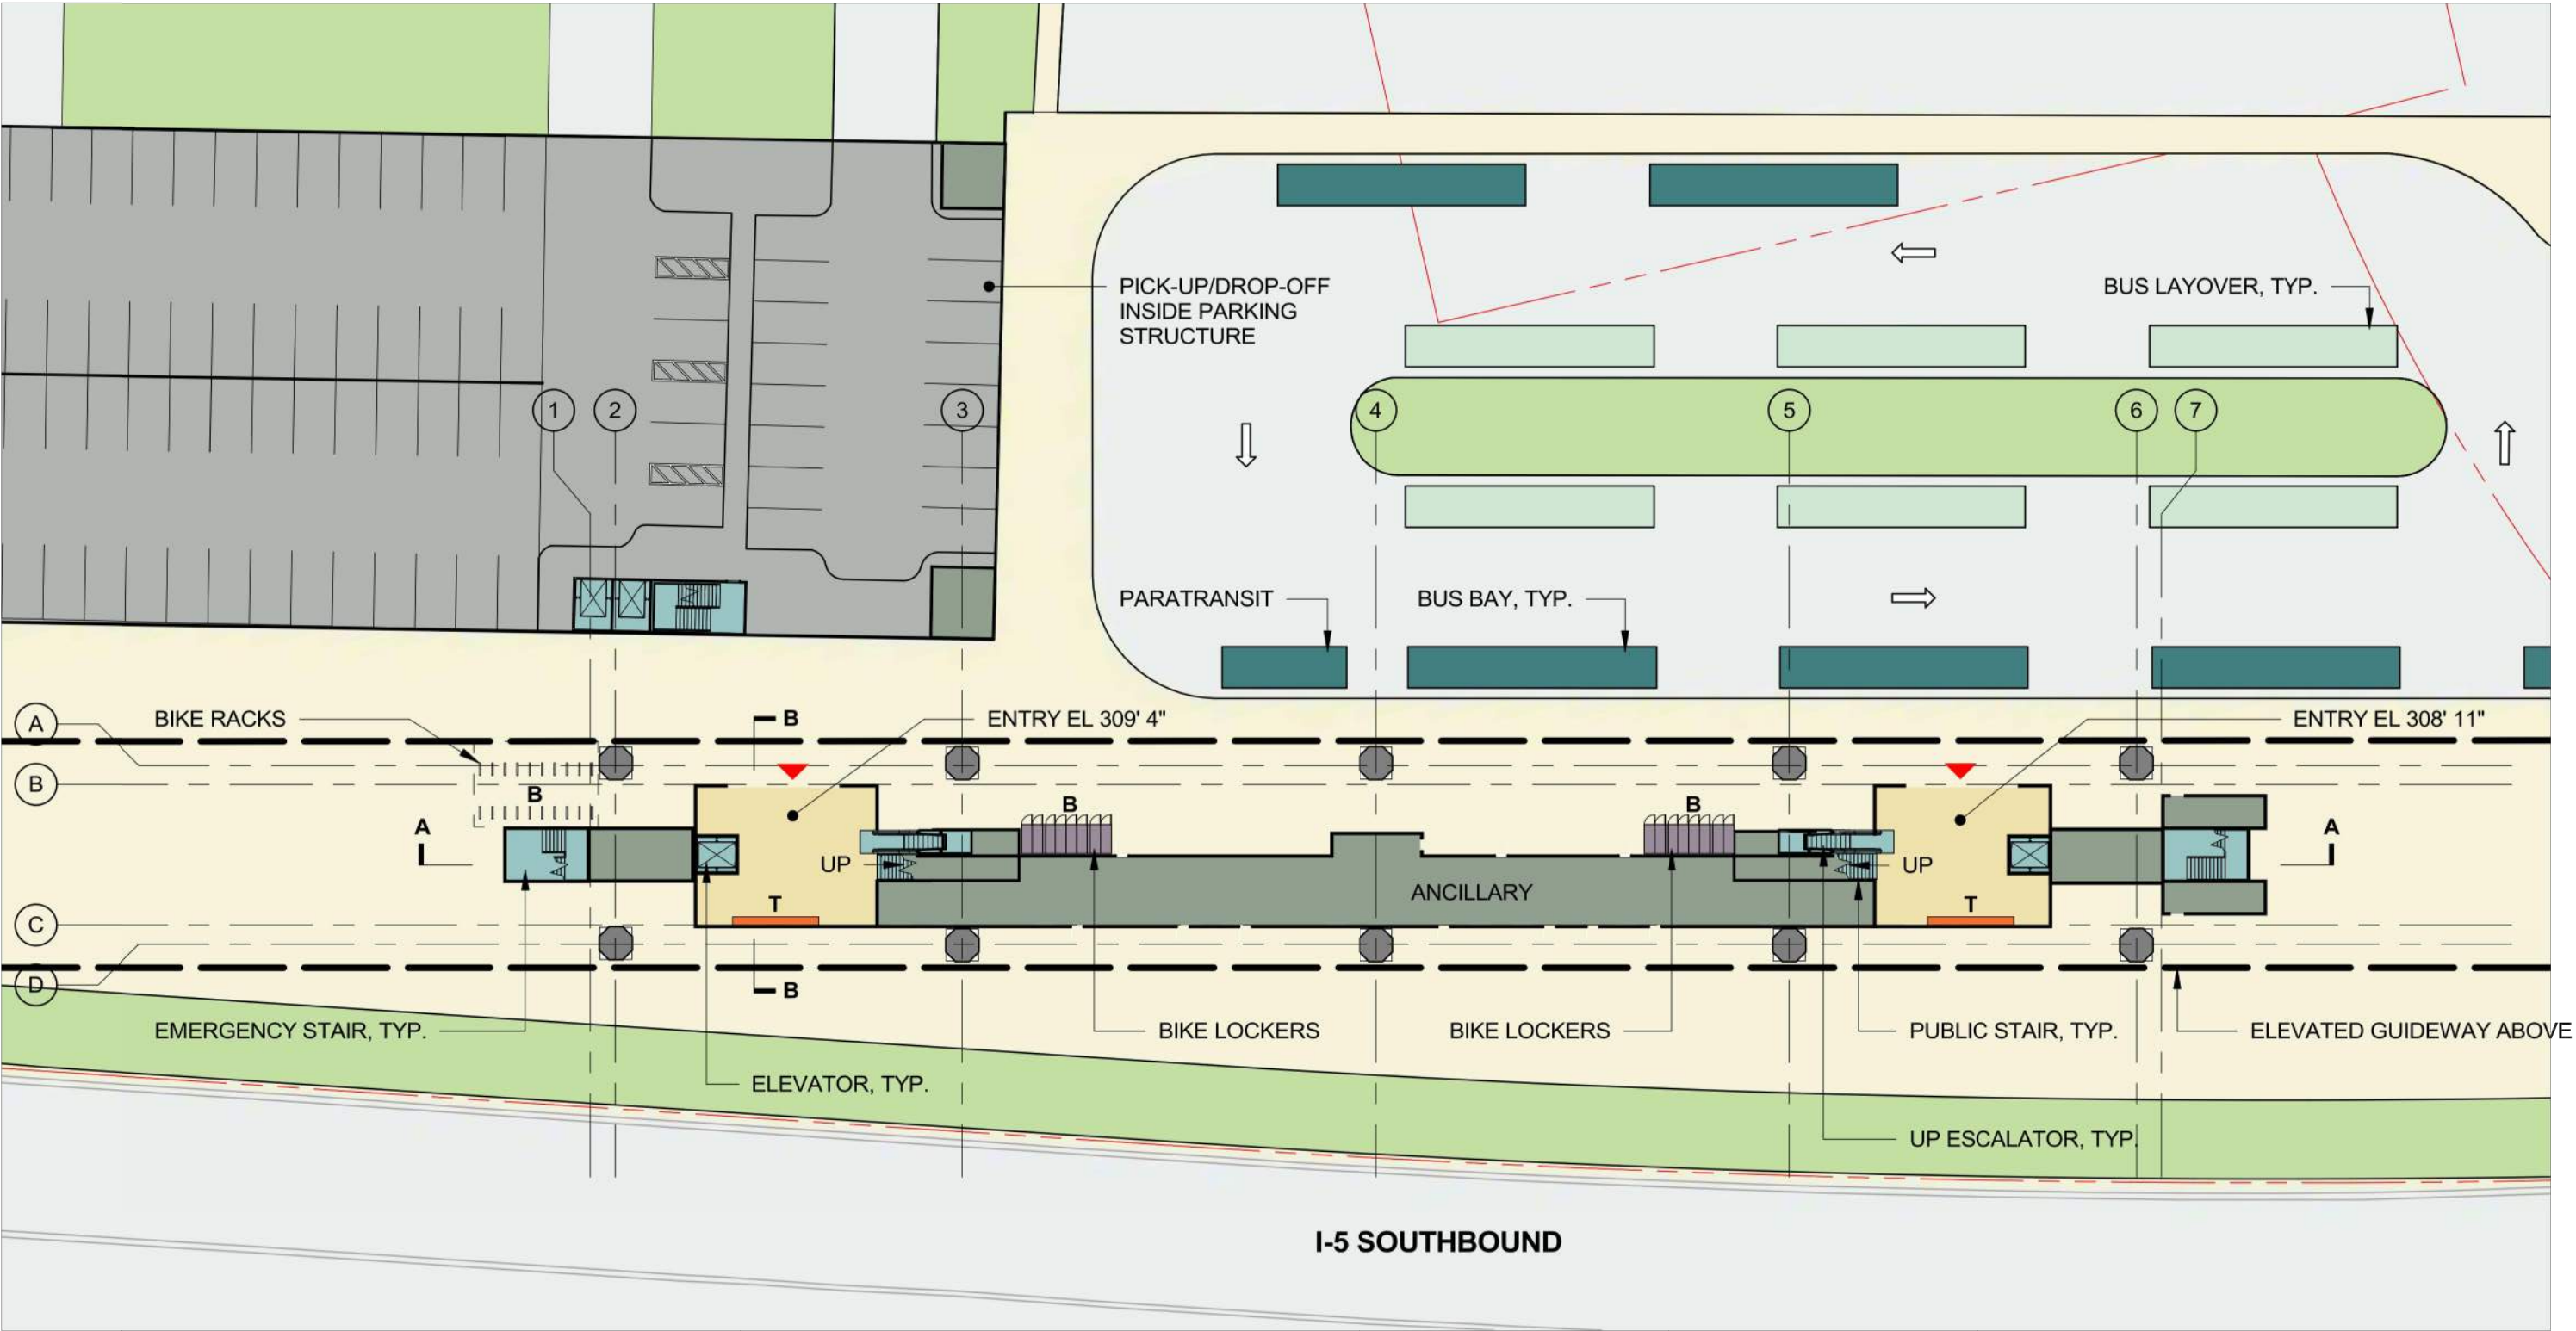 PICK-UP/DROP-OFF
INSIDE PARKING
STRUCTURE
BUS LAYOVER, TYP.
1
2
3
4
5
6
7
PARATRANSIT
BUS BAY, TYP.
A
BIKE RACKS
B
ENTRY EL 309' 4"
ENTRY EL 308' 11"
B
B
B
B
A
A
UP
UP
ANCILLARY
T
T
C
D
B
EMERGENCY STAIR, TYP.
BIKE LOCKERS
BIKE LOCKERS
PUBLIC STAIR, TYP.
ELEVATED GUIDEWAY ABOVE
ELEVATOR, TYP.
UP ESCALATOR, TYP.
I-5 SOUTHBOUND